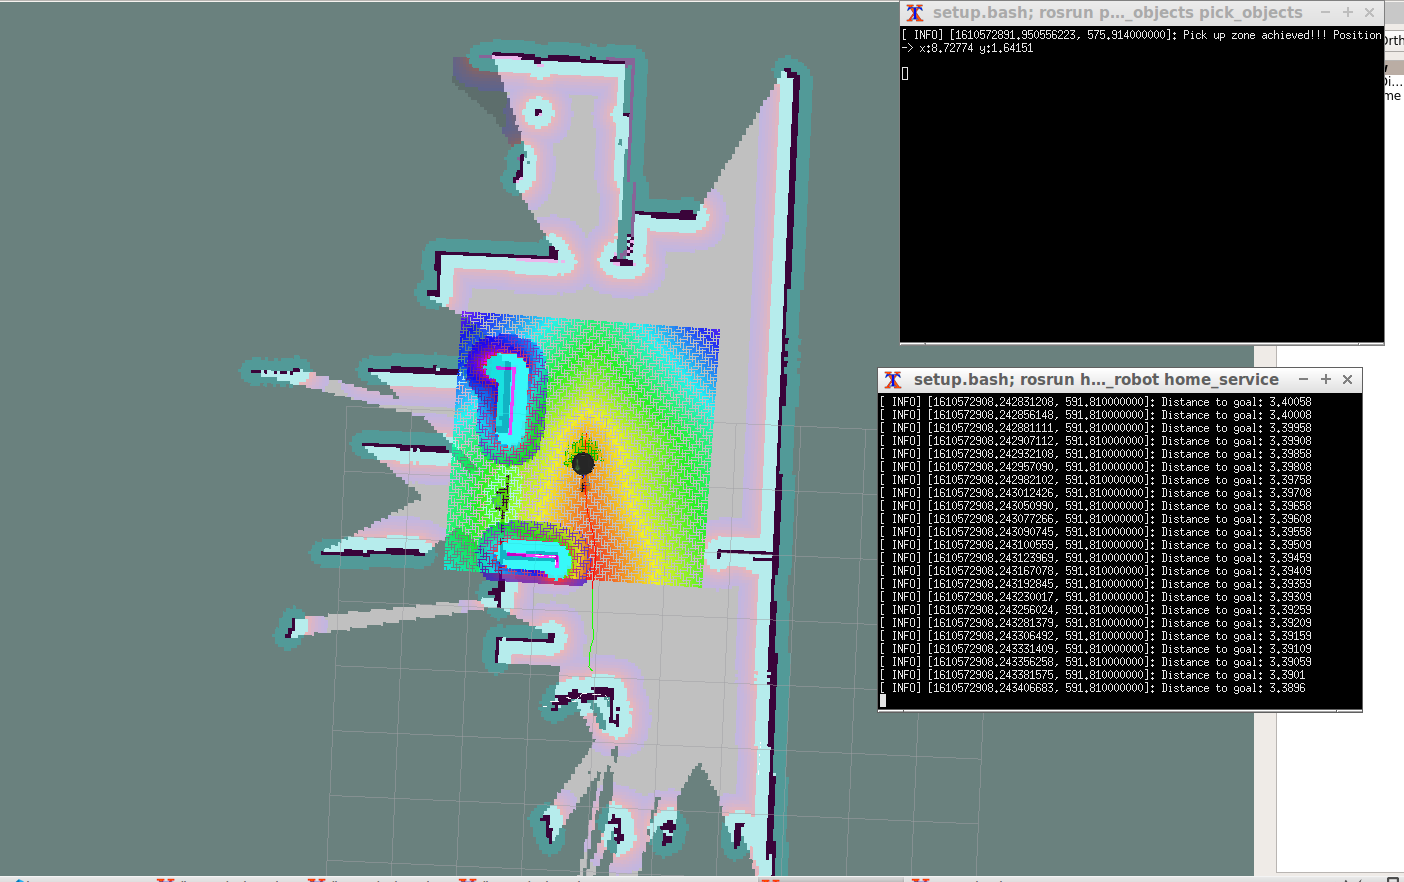 setup.bash; rosrun p..._objects pick_objects
[ INFO] [1610572891.950556223, 575.914000000]: Pick up zone achieved!!! Position
-> x:8.72774 y:1.64151
rth
Di...
me
setup.bash; rosrun h..._robot home_service
[ INFO] [1610572908.242831208, 591.810000000]: Distance to goal: 3.40058
[ INFO] [1610572908.242856148, 591.810000000]: Distance to goal: 3.40008
[ INFO] [1610572908.242881111, 591.810000000]: Distance to goal: 3.39958
[ INFO] [1610572908.242907112, 591.810000000]: Distance to goal: 3.39908
[ INFO] [1610572908.242932108, 591.810000000]: Distance to goal: 3.39858
[ INFO] [1610572908.242957090, 591.810000000]: Distance to goal: 3.39808
[ INFO] [1610572908.242982102, 591.810000000]: Distance to goal: 3.39758
[ INFO] [1610572908.243012426, 591.810000000]: Distance to goal: 3.39708
[ INFO] [1610572908.243050990, 591.810000000]: Distance to goal: 3.39658
[ INFO] [1610572908.243077266, 591.810000000]: Distance to goal: 3.39608
[ INFO] [1610572908.243090745, 591.810000000]: Distance to goal: 3.39558
[ INFO] [1610572908.243100559, 591.810000000]: Distance to goal: 3.39509
[ INFO] [1610572908.243123969, 591.810000000]: Distance to goal: 3.39459
[ INFO] [1610572908.243167078, 591.810000000]: Distance to goal: 3.39409
[ INFO] [1610572908.243192845, 591.810000000]: Distance to goal: 3.39359
[ INFO] [1610572908.243230017, 591.810000000]: Distance to goal: 3.39309
[ INFO] [1610572908.243256024, 591.810000000]: Distance to goal: 3.39259
[ INFO] [1610572908.243281379, 591.810000000]: Distance to goal: 3.39209
[ INFO] [1610572908.243306492, 591.810000000]: Distance to goal: 3.39159
[ INFO] [1610572908.243331409, 591.810000000]: Distance to goal: 3.39109
[ INFO] [1610572908.243356258, 591.810000000]: Distance to goal: 3.39059
[ INFO] [1610572908.243381575, 591.810000000]: Distance to goal: 3.3901
[ INFO] [1610572908.243406683, 591.810000000]: Distance to goal: 3.3896